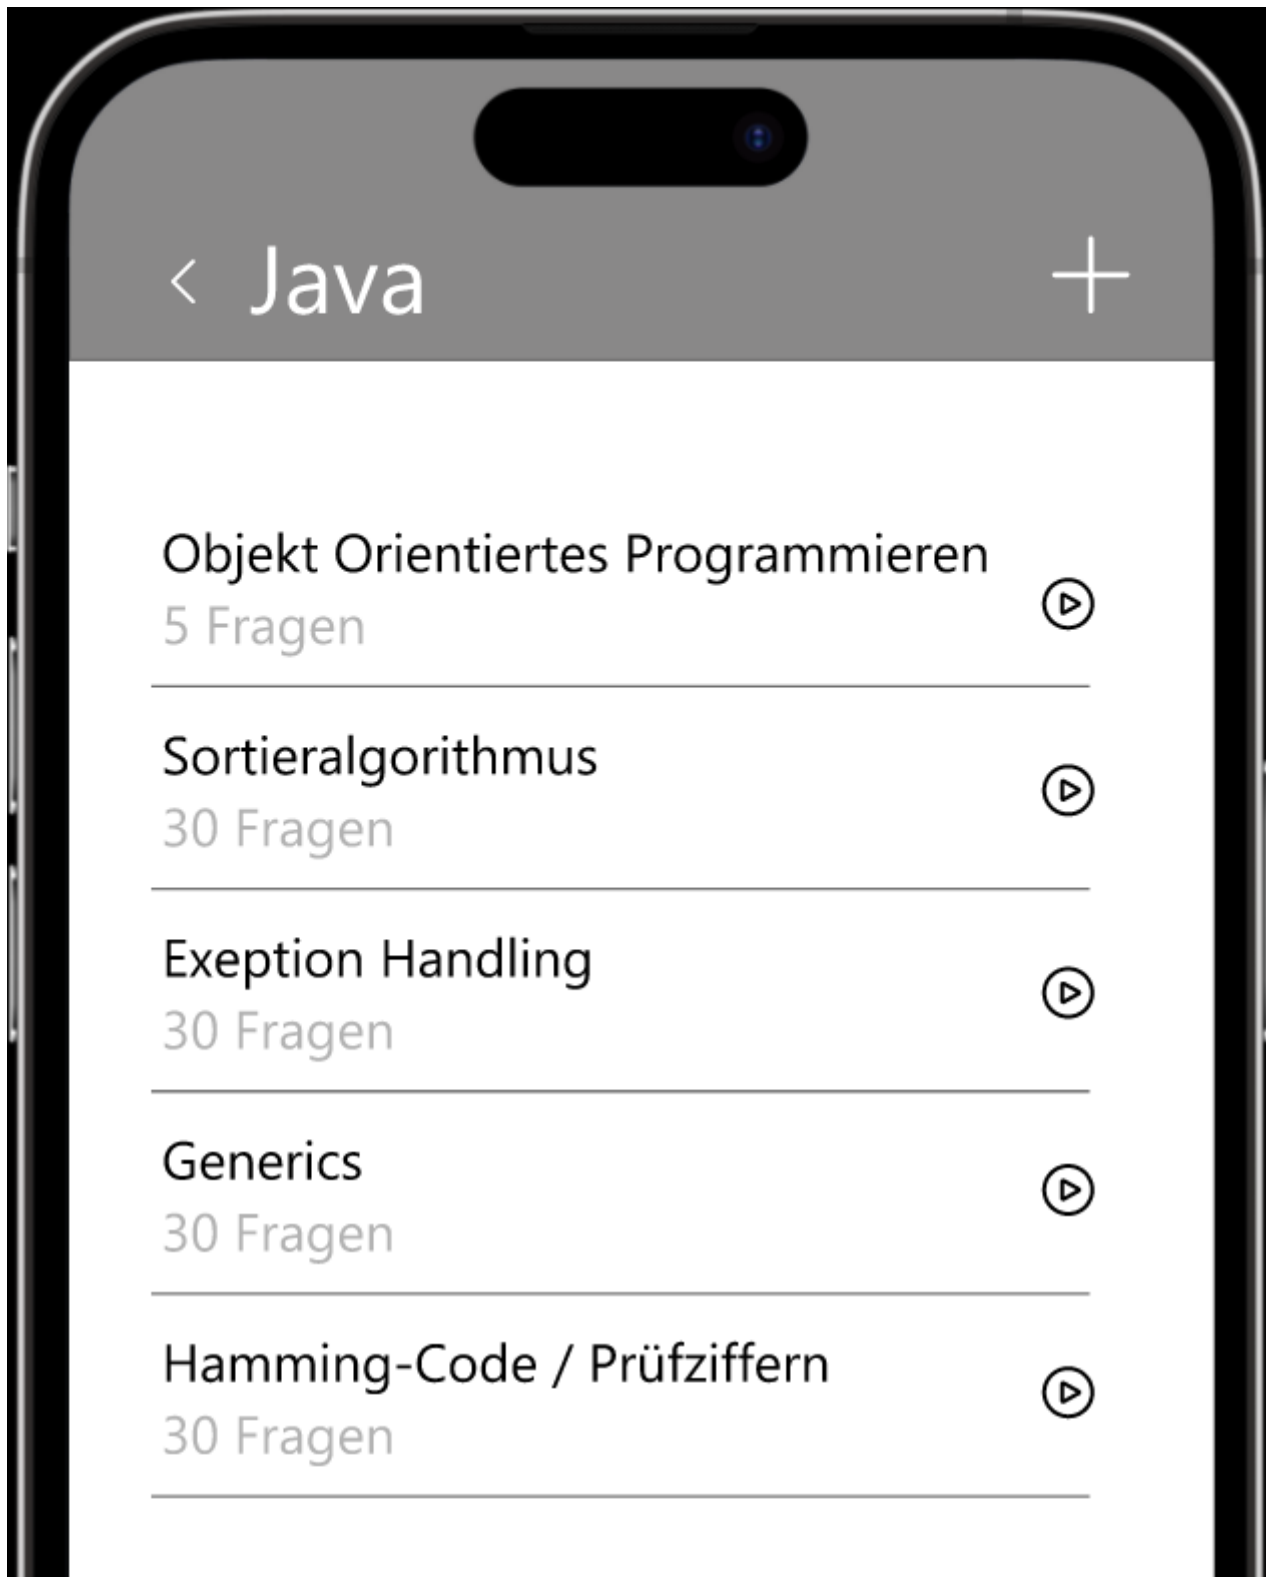 Java
Objekt Orientiertes Programmieren
5 Fragen
Sortieralgorithmus
30 Fragen
Exeption Handling
30 Fragen
Generics
30 Fragen
Hamming-Code / Prüfziffern
30 Fragen